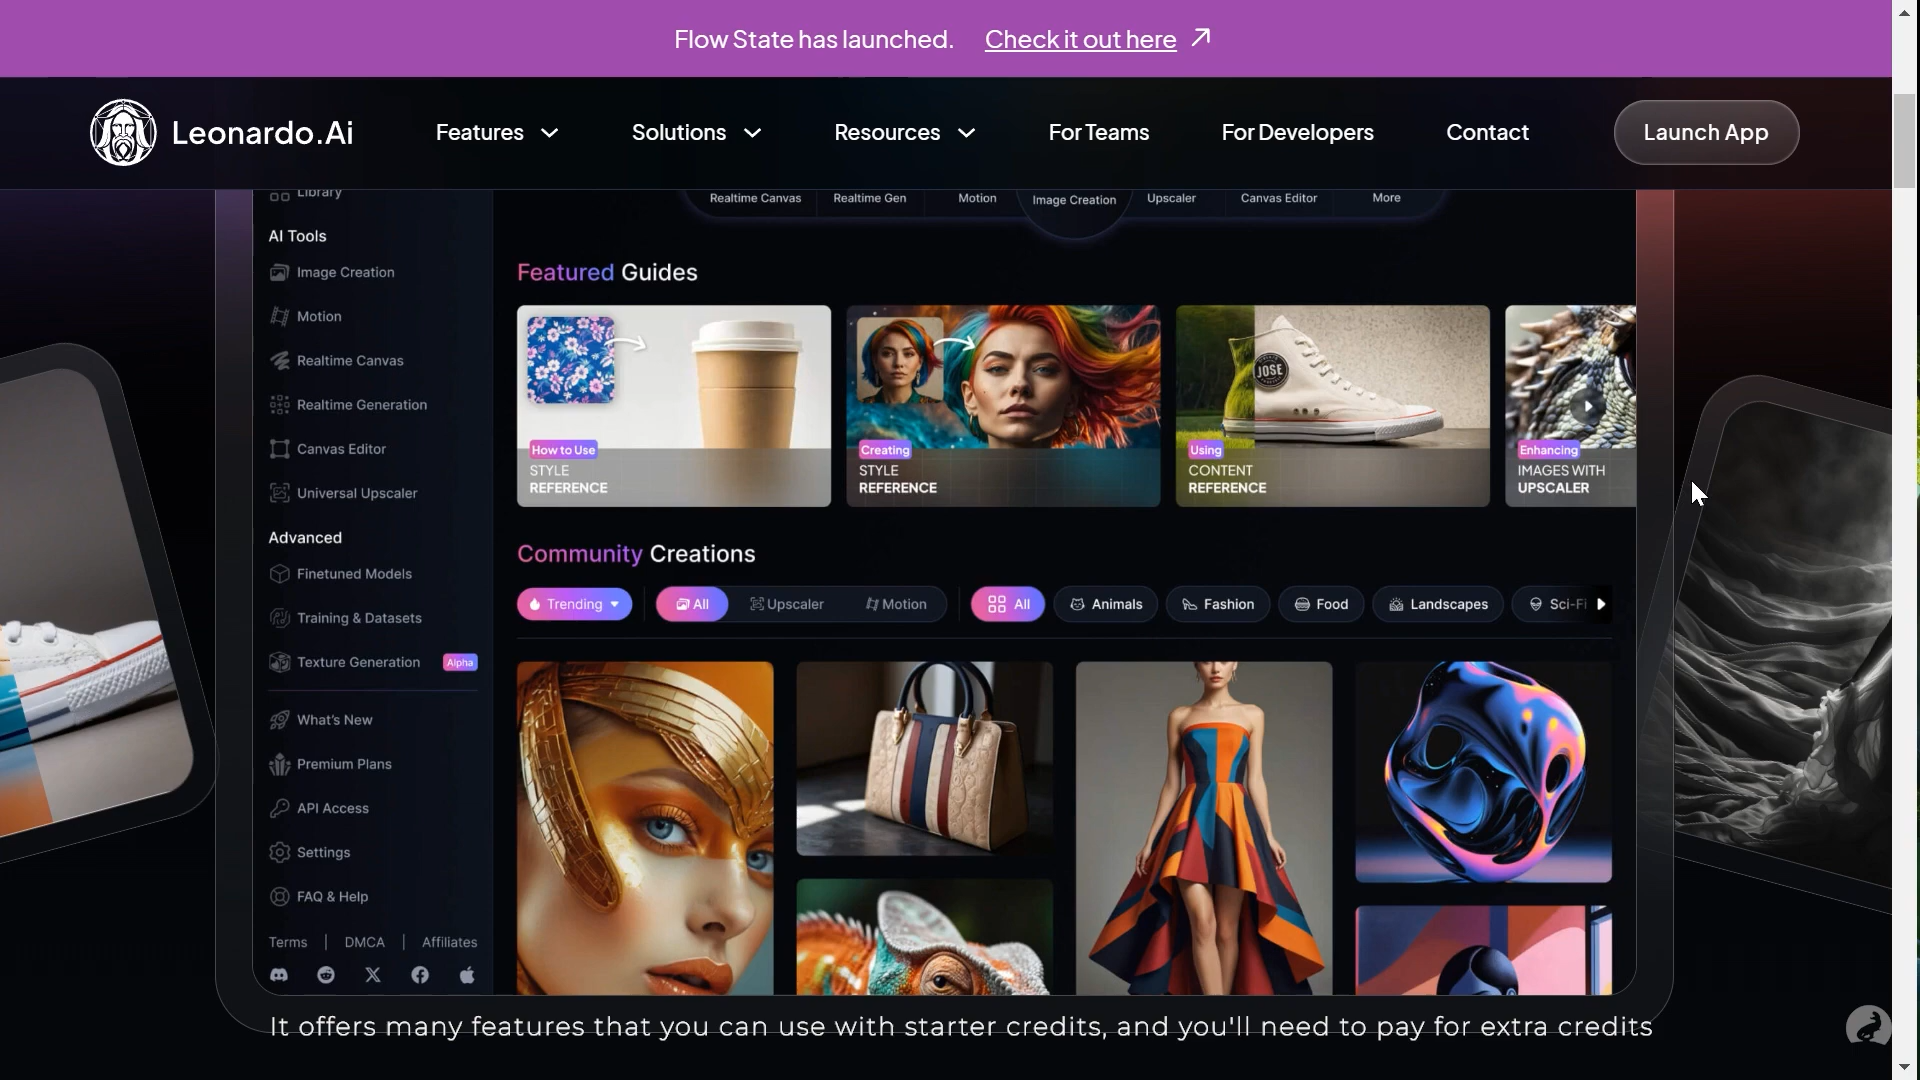 Flow State has launched. Check it out here
Leonardo.Ai Features Solutions Resources For Teams For Developers Contact Launch App
Library
Realtime Canvas Realtime Gen Motion Image Creation Upscaler Canvas Editor More
AI Tools
Image Creation
Motion
Realtime Canvas
Realtime Generation
Canvas Editor
Universal Upscaler
Advanced
Finetuned Models
Training & Datasets
Texture Generation Alpha
What's New
Premium Plans
API Access
Settings
FAQ & Help
Terms | DMCA | Affiliates
Featured Guides
How to Use
STYLE
REFERENCE
Creating
STYLE
REFERENCE
JOSE
Using
CONTENT
REFERENCE
Enhancing
IMAGES WITH
UPSCALER
Community Creations
Trending All Upscaler Motion All Animals Fashion Food Landscapes Sci-Fi
It offers many features that you can use with starter credits, and you'll need to pay for extra credits